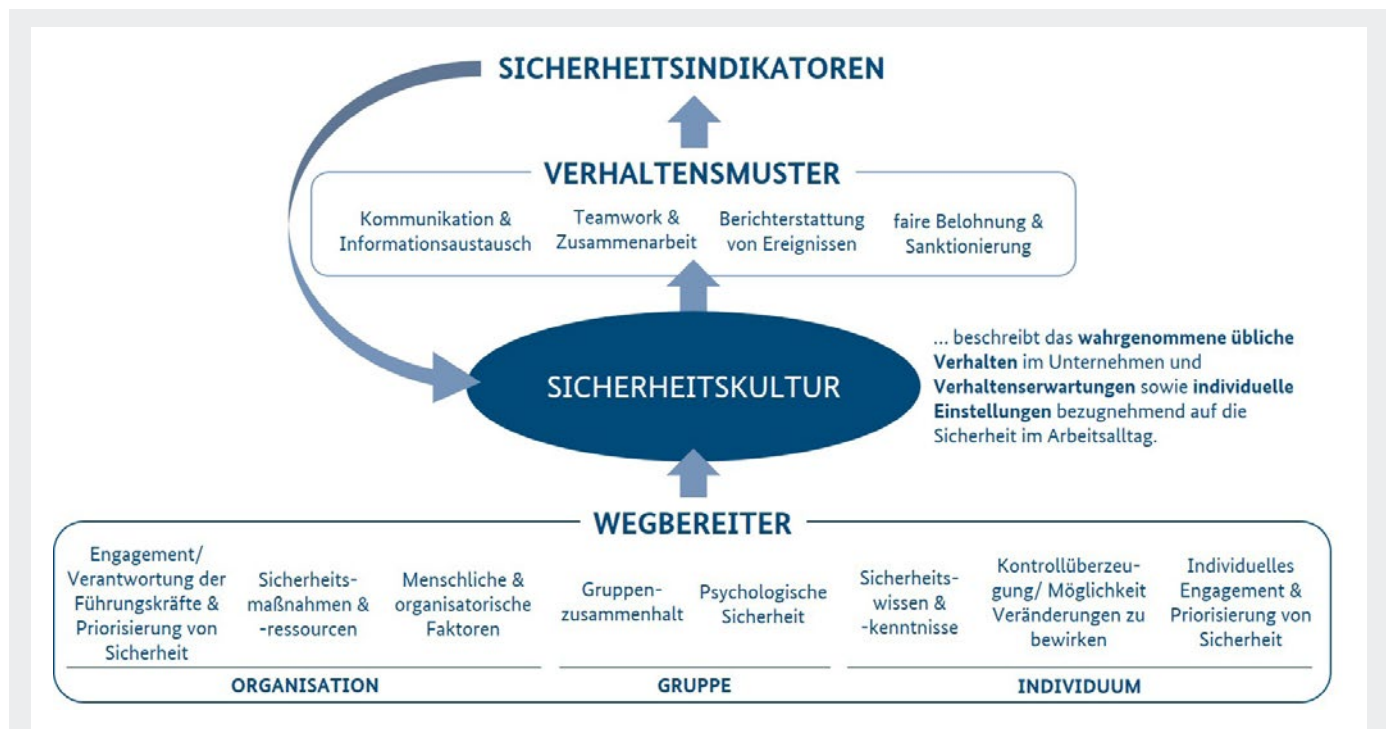 SICHERHEITSINDIKATOREN
VERHALTENSMUSTER
Kommunikation &
Informationsaustausch
Teamwork &
Zusammenarbeit
Berichterstattung
von Ereignissen
faire Belohnung &
Sanktionierung
SICHERHEITSKULTUR
... beschreibt das wahrgenommene übliche
Verhalten im Unternehmen und
Verhaltenserwartungen sowie individuelle
Einstellungen bezugnehmend auf die
Sicherheit im Arbeitsalltag.
WEGBEREITER
Engagement/
Verantwortung der
Führungskräfte &
Priorisierung von
Sicherheit
Sicherheits-
maßnahmen &
-ressourcen
Menschliche &
organisatorische
Faktoren
Gruppen-
zusammenhalt
Psychologische
Sicherheit
Sicherheits-
wissen &
-kenntnisse
Kontrollüberzeu-
gung/ Möglichkeit
Veränderungen zu
bewirken
Individuelles
Engagement &
Priorisierung von
Sicherheit
ORGANISATION
GRUPPE
INDIVIDUUM